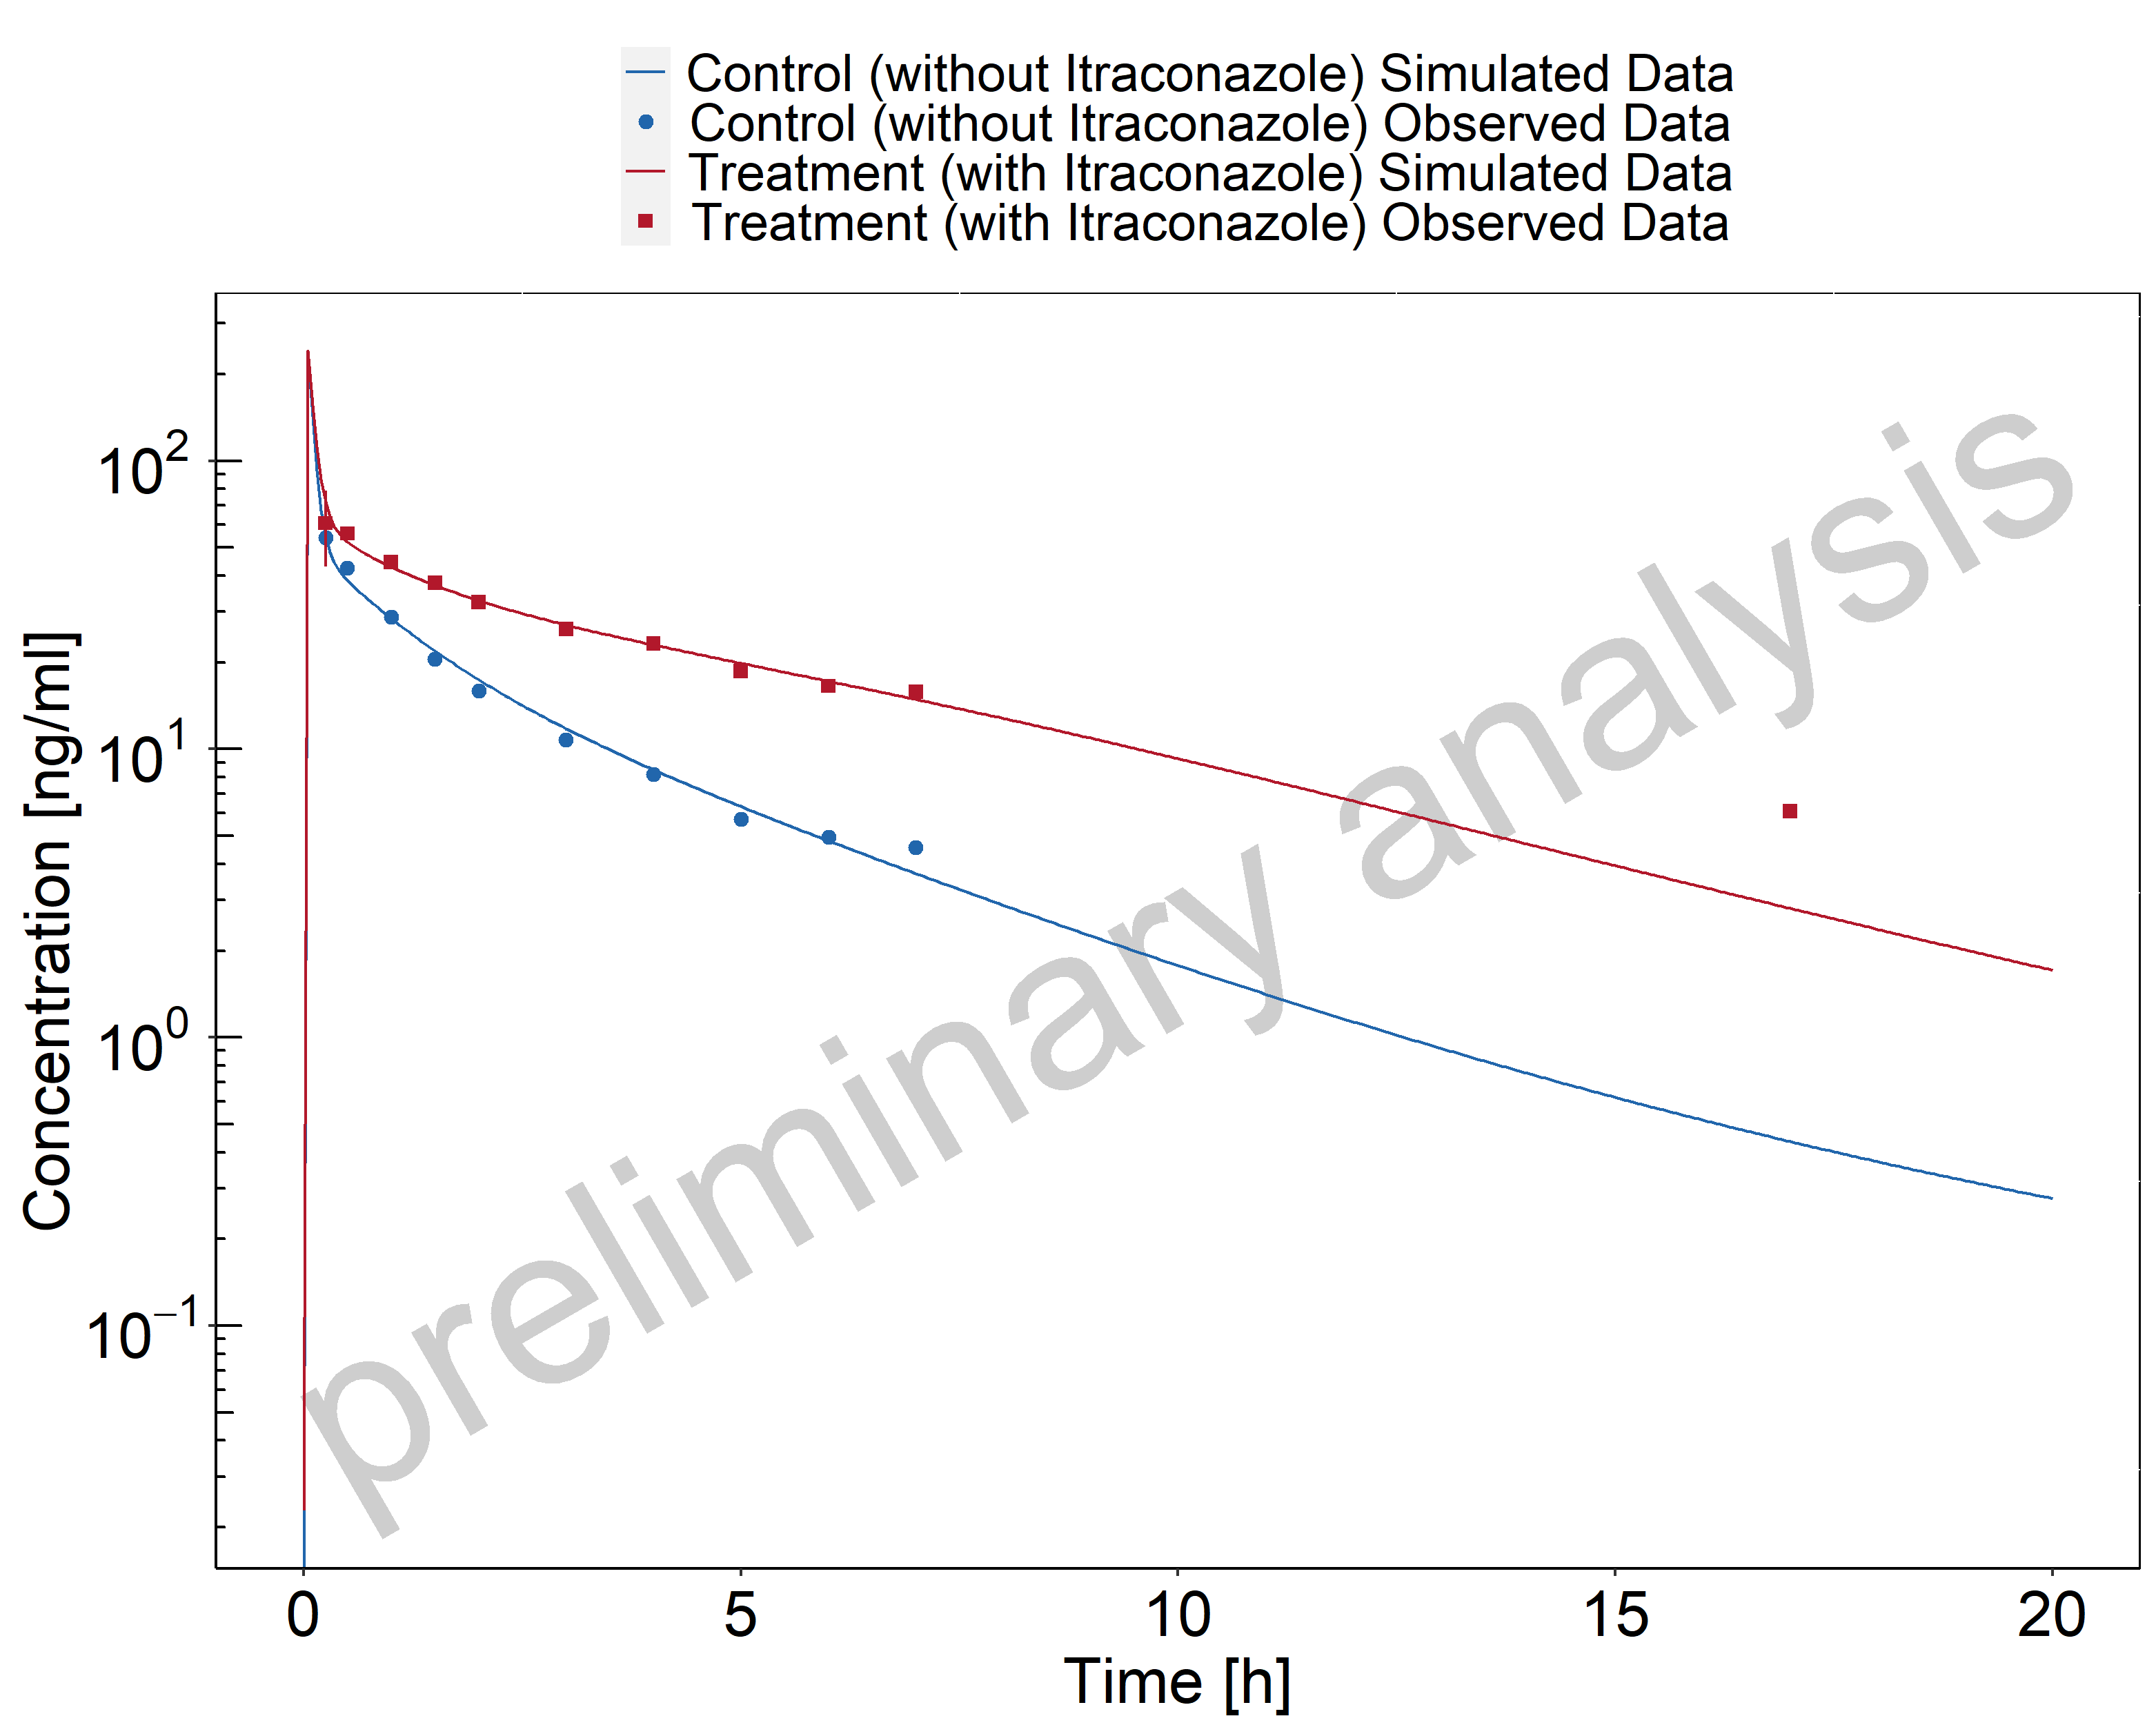 Control (without Itraconazole) Simulated Data
Control (without Itraconazole) Observed Data
Treatment (with Itraconazole) Simulated Data
Treatment (with Itraconazole) Observed Data
Concentration [ng/ml]
10²
10¹
10⁰
10⁻¹
preliminary analysis
0 5 10 15 20
Time [h]